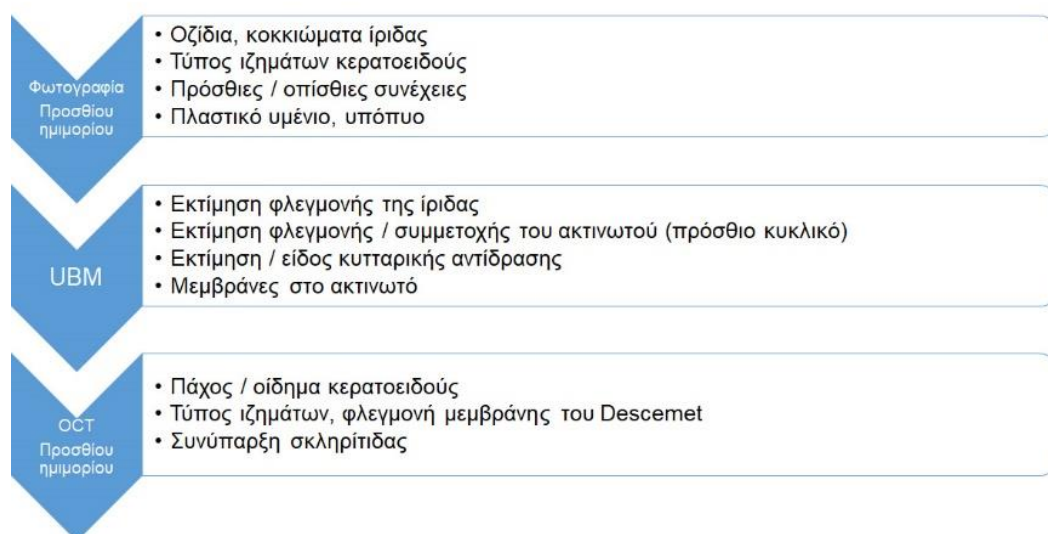 Φωτογραφία
Προσθίου
ημιμορίου
• Οζίδια, κοκκιώματα ίριδας
• Τύπος ιζημάτων κερατοειδούς
• Πρόσθιες / οπίσθιες συνέχειες
• Πλαστικό υμένιο, υπόπυο
UBM
• Εκτίμηση φλεγμονής της ίριδας
• Εκτίμηση φλεγμονής / συμμετοχής του ακτινωτού (πρόσθιο κυκλικό)
• Εκτίμηση / είδος κυτταρικής αντίδρασης
• Μεμβράνες στο ακτινωτό
OCT
Προσθίου
ημιμορίου
• Πάχος / οίδημα κερατοειδούς
• Τύπος ιζημάτων, φλεγμονή μεμβράνης του Descemet
• Συνύπαρξη σκληρίτιδας